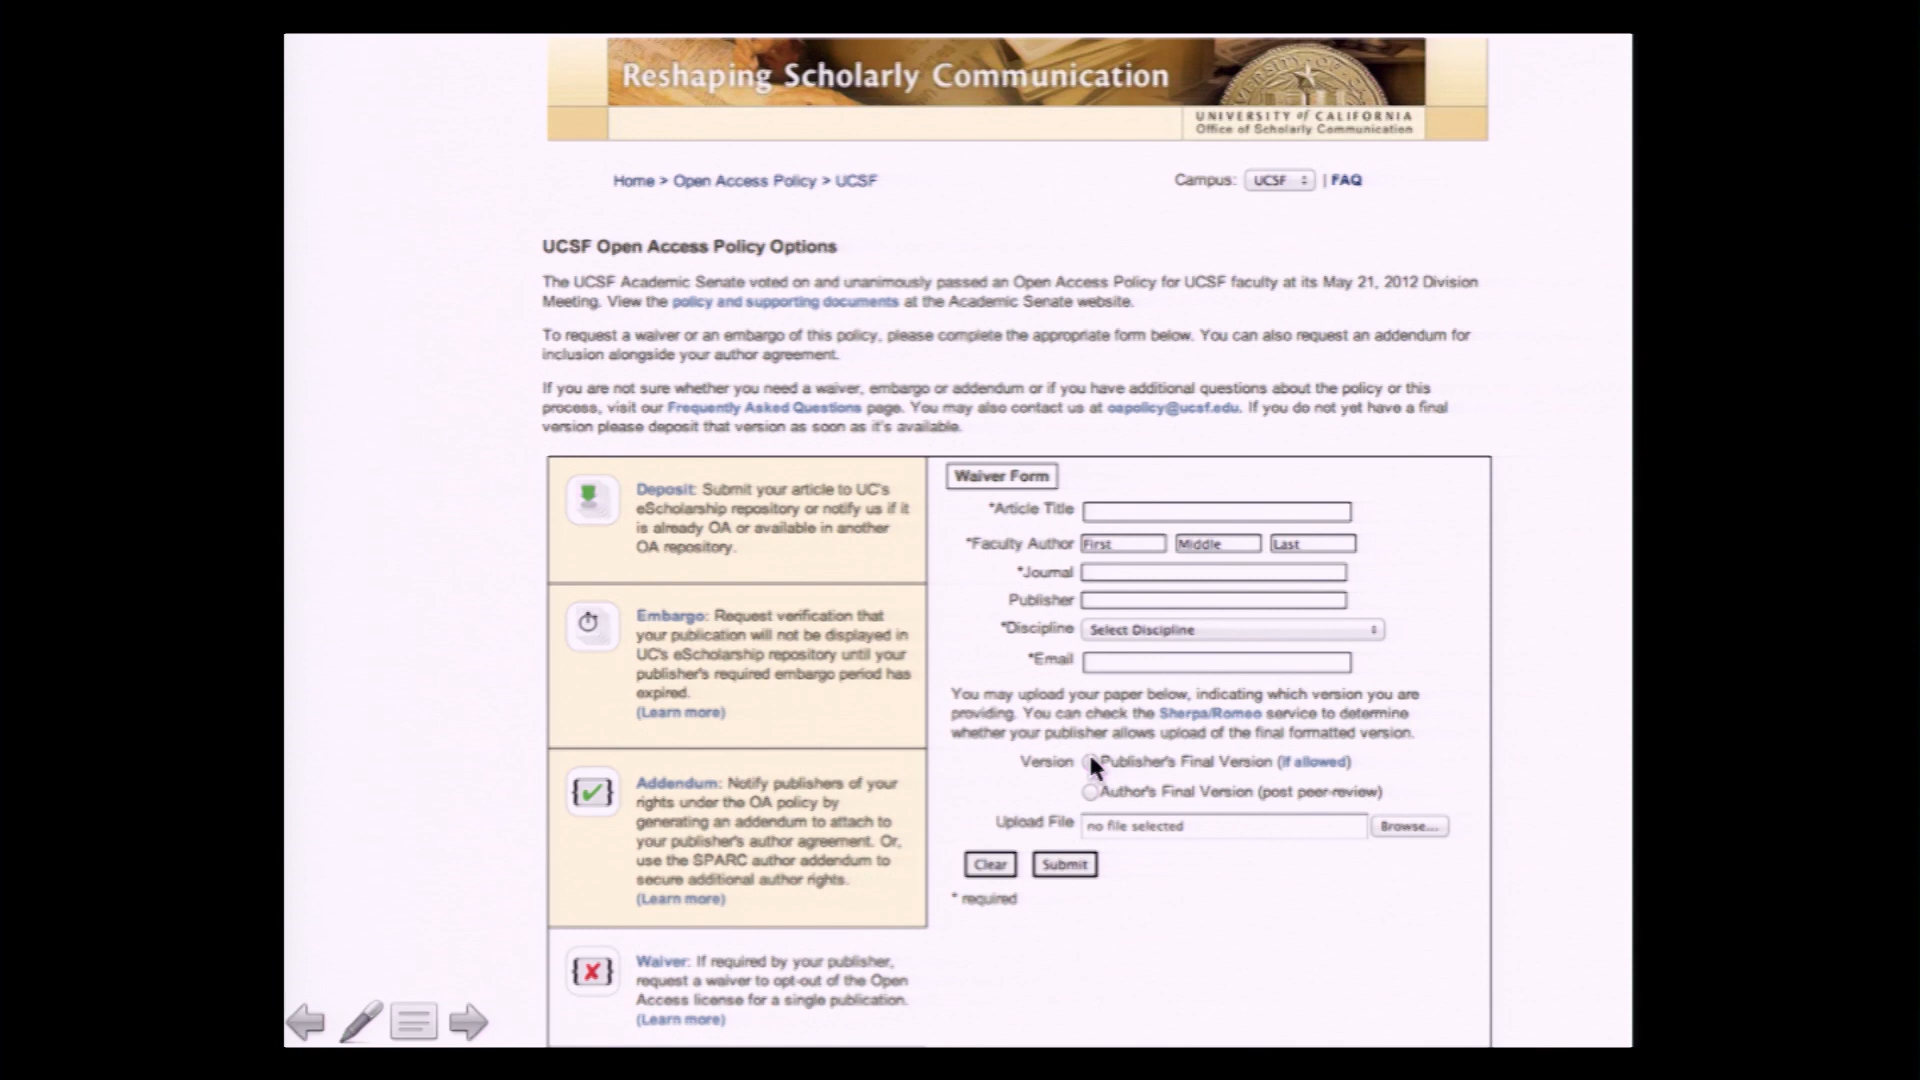 Reshaping Scholarly Communication
UNIVERSITY of CALIFORNIA
Office of Scholarly Communication
Home > Open Access Policy > UCSF
Campus: UCSF | FAQ
UCSF Open Access Policy Options
The UCSF Academic Senate voted on and unanimously passed an Open Access Policy for UCSF faculty at its May 21, 2012 Division
Meeting. View the policy and supporting documents at the Academic Senate website.
To request a waiver or an embargo of this policy, please complete the appropriate form below. You can also request an addendum for
inclusion alongside your author agreement.
If you are not sure whether you need a waiver, embargo or addendum or if you have additional questions about the policy or this
process, visit our Frequently Asked Questions page. You may also contact us at oapolicy@ucsf.edu. If you do not yet have a final
version please deposit that version as soon as it's available.
Deposit: Submit your article to UC's
eScholarship repository or notify us if it
is already OA or available in another
OA repository.
Embargo: Request verification that
your publication will not be displayed in
UC's eScholarship repository until your
publisher's required embargo period has
expired.
(Learn more)
Addendum: Notify publishers of your
rights under the OA policy by
generating an addendum to attach to
your publisher's author agreement. Or,
use the SPARC author addendum to
secure additional author rights.
(Learn more)
Waiver: If required by your publisher,
request a waiver to opt-out of the Open
Access license for a single publication.
(Learn more)
Waiver Form
*Article Title
*Faculty Author First Middle Last
*Journal
Publisher
*Discipline Select Discipline
*Email
You may upload your paper below, indicating which version you are
providing. You can check the Sherpa/Romeo service to determine
whether your publisher allows upload of the final formatted version.
Version Publisher's Final Version (if allowed)
Author's Final Version (post peer-review)
Upload File no file selected Browse...
Clear Submit
* required